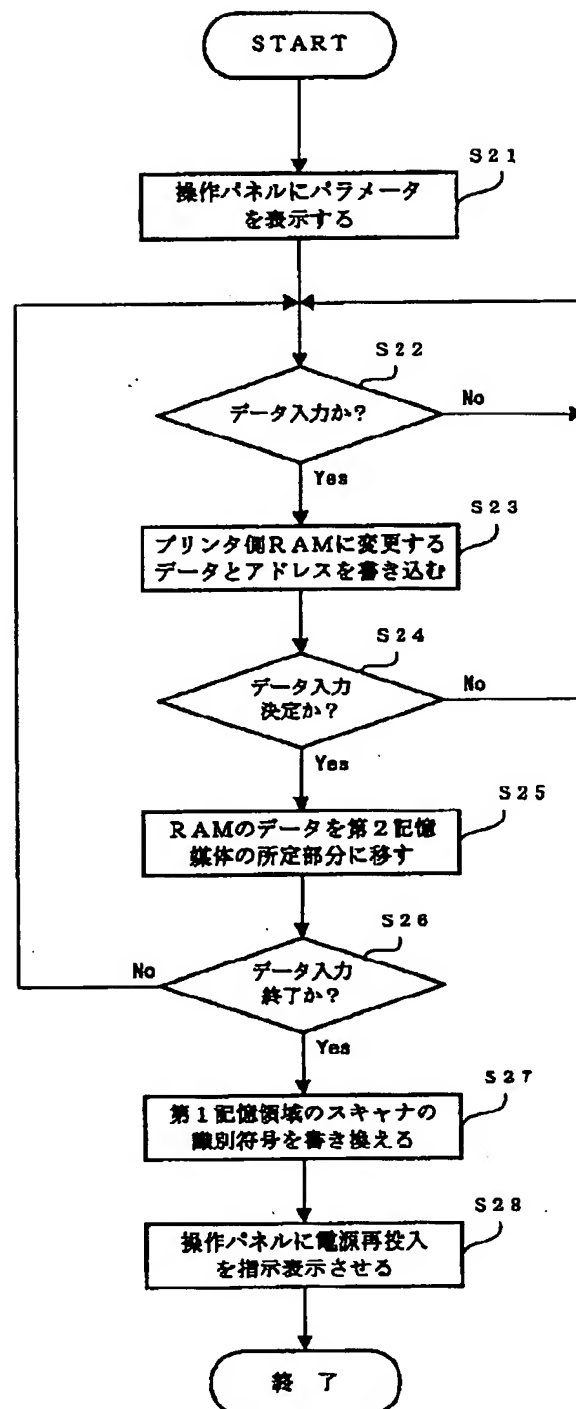 START
S21
操作パネルにパラメータ
を表示する
S22
データ入力か?
No
Yes
S23
プリンタ側RAMに変更する
データとアドレスを書き込む
S24
データ入力
決定か?
No
Yes
S25
RAMのデータを第2記憶
媒体の所定部分に移す
S26
データ入力
終了か?
No
Yes
S27
第1記憶領域のスキャナの
識別符号を書き換える
S28
操作パネルに電源再投入
を指示表示させる
終 了